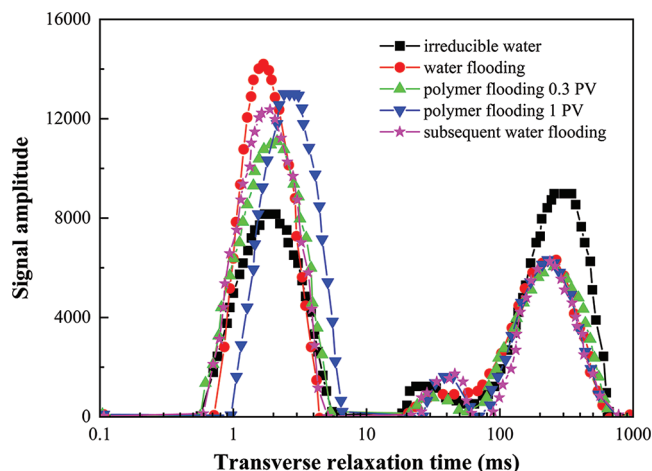 16000
12000
8000
4000
0
Signal amplitude
irreducible water
water flooding
polymer flooding 0.3 PV
polymer flooding 1 PV
subsequent water flooding
0.1 1 10 100 1000
Transverse relaxation time (ms)